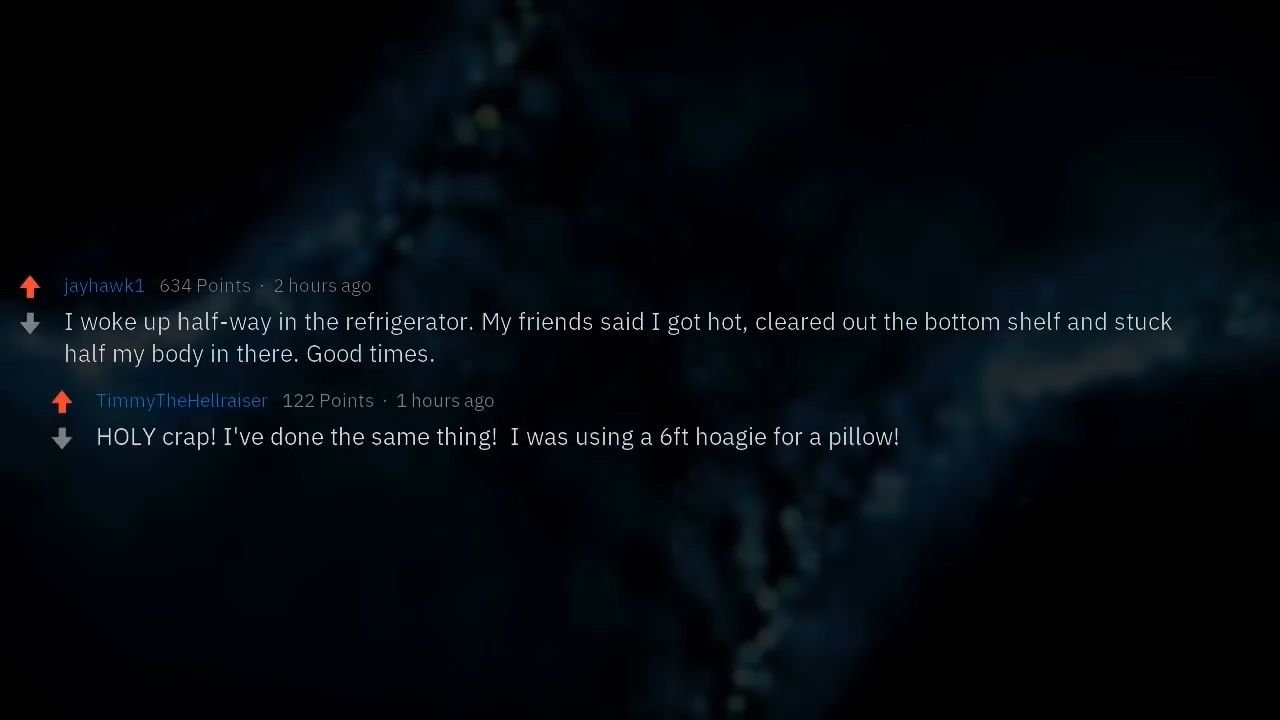 jayhawk1 634 Points · 2 hours ago
I woke up half-way in the refrigerator. My friends said I got hot, cleared out the bottom shelf and stuck
half my body in there. Good times.
TimmyTheHellraiser 122 Points · 1 hours ago
HOLY crap! I've done the same thing!  I was using a 6ft hoagie for a pillow!